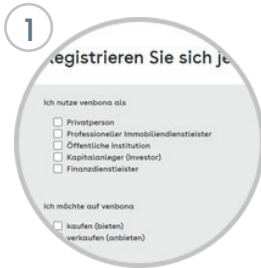 1
Registrieren Sie sich je
Ich nutze venbona als
Privatperson
Professioneller Immobiliendienstleister
Öffentliche Institution
Kapitalanleger (Investor)
Finanzdienstleister
Ich möchte auf venbona
kaufen (bieten)
verkaufen (anbieten)